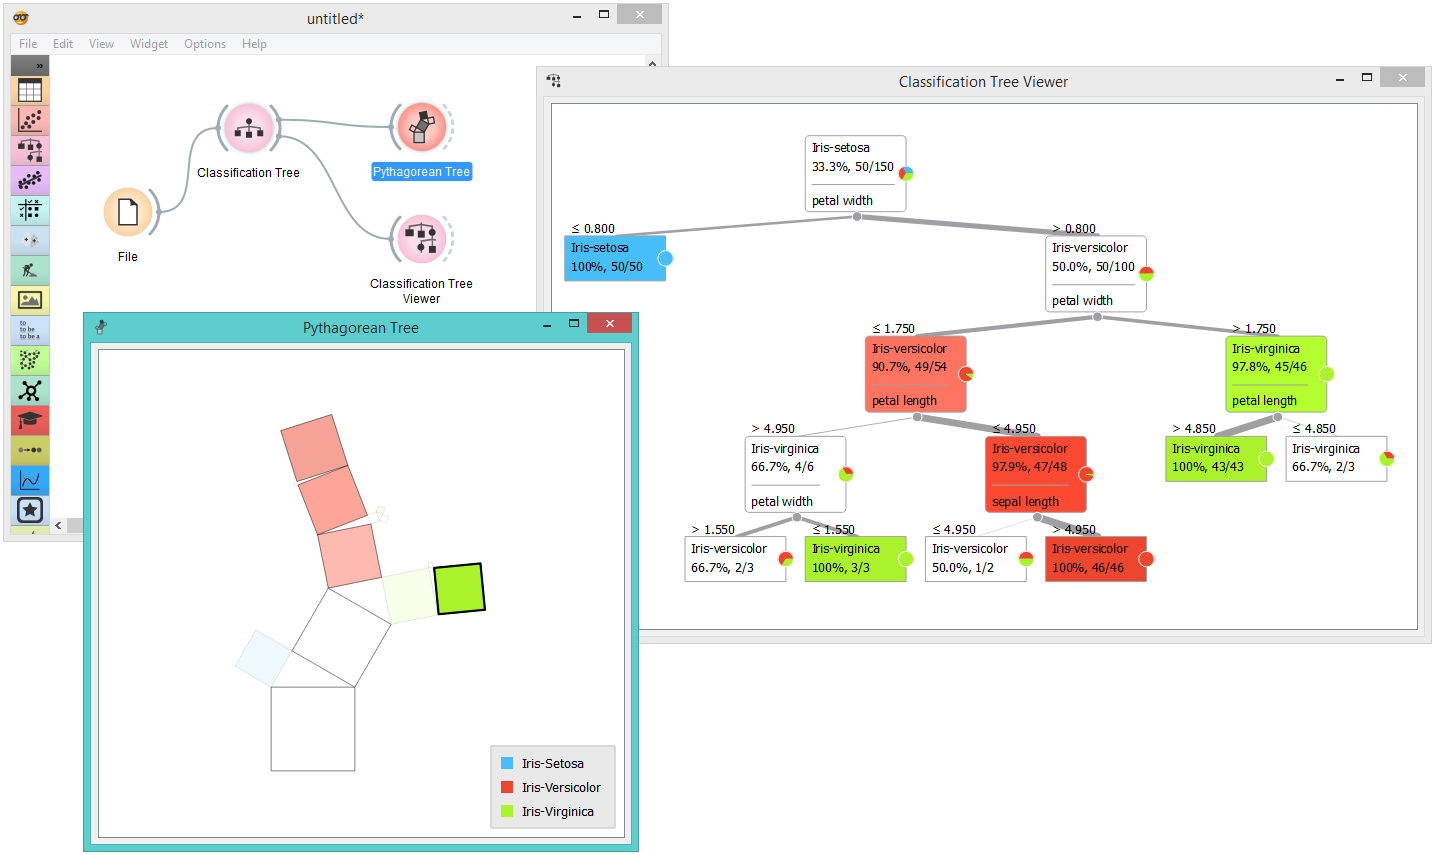 untitled*
File Edit View Widget Options Help
»
Classification Tree
Pythagorean Tree
File
Classification Tree
Viewer
to
to be
to be a
Classification Tree Viewer
Iris-setosa
33.3%, 50/150
petal width
≤ 0.800
> 0.800
Iris-setosa
100%, 50/50
Iris-versicolor
50.0%, 50/100
petal width
≤ 1.750
> 1.750
Iris-versicolor
90.7%, 49/54
petal length
Iris-virginica
97.8%, 45/46
petal length
> 4.950
≤ 4.950
> 4.850
≤ 4.850
Iris-virginica
66.7%, 4/6
petal width
Iris-versicolor
97.9%, 47/48
sepal length
Iris-virginica
100%, 43/43
Iris-virginica
66.7%, 2/3
> 1.550
≤ 1.550
≤ 4.950
> 4.950
Iris-versicolor
66.7%, 2/3
Iris-virginica
100%, 3/3
Iris-versicolor
50.0%, 1/2
Iris-versicolor
100%, 46/46
Pythagorean Tree
Iris-Setosa
Iris-Versicolor
Iris-Virginica